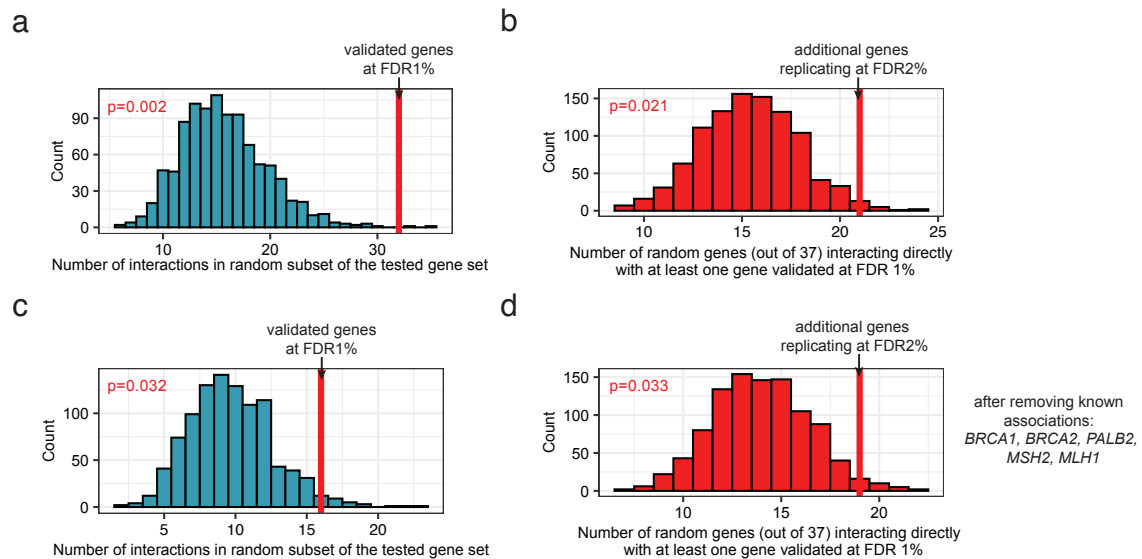 a
validated genes
at FDR1%
p=0.002
Count
90
60
30
0
10
20
30
Number of interactions in random subset of the tested gene set
b
additional genes
replicating at FDR2%
p=0.021
Count
150
100
50
0
10
15
20
25
Number of random genes (out of 37) interacting directly
with at least one gene validated at FDR 1%
c
validated genes
at FDR1%
p=0.032
Count
100
50
0
5
10
15
20
Number of interactions in random subset of the tested gene set
d
additional genes
replicating at FDR2%
p=0.033
Count
150
100
50
0
10
15
20
Number of random genes (out of 37) interacting directly
with at least one gene validated at FDR 1%
after removing known
associations:
BRCA1, BRCA2, PALB2,
MSH2, MLH1